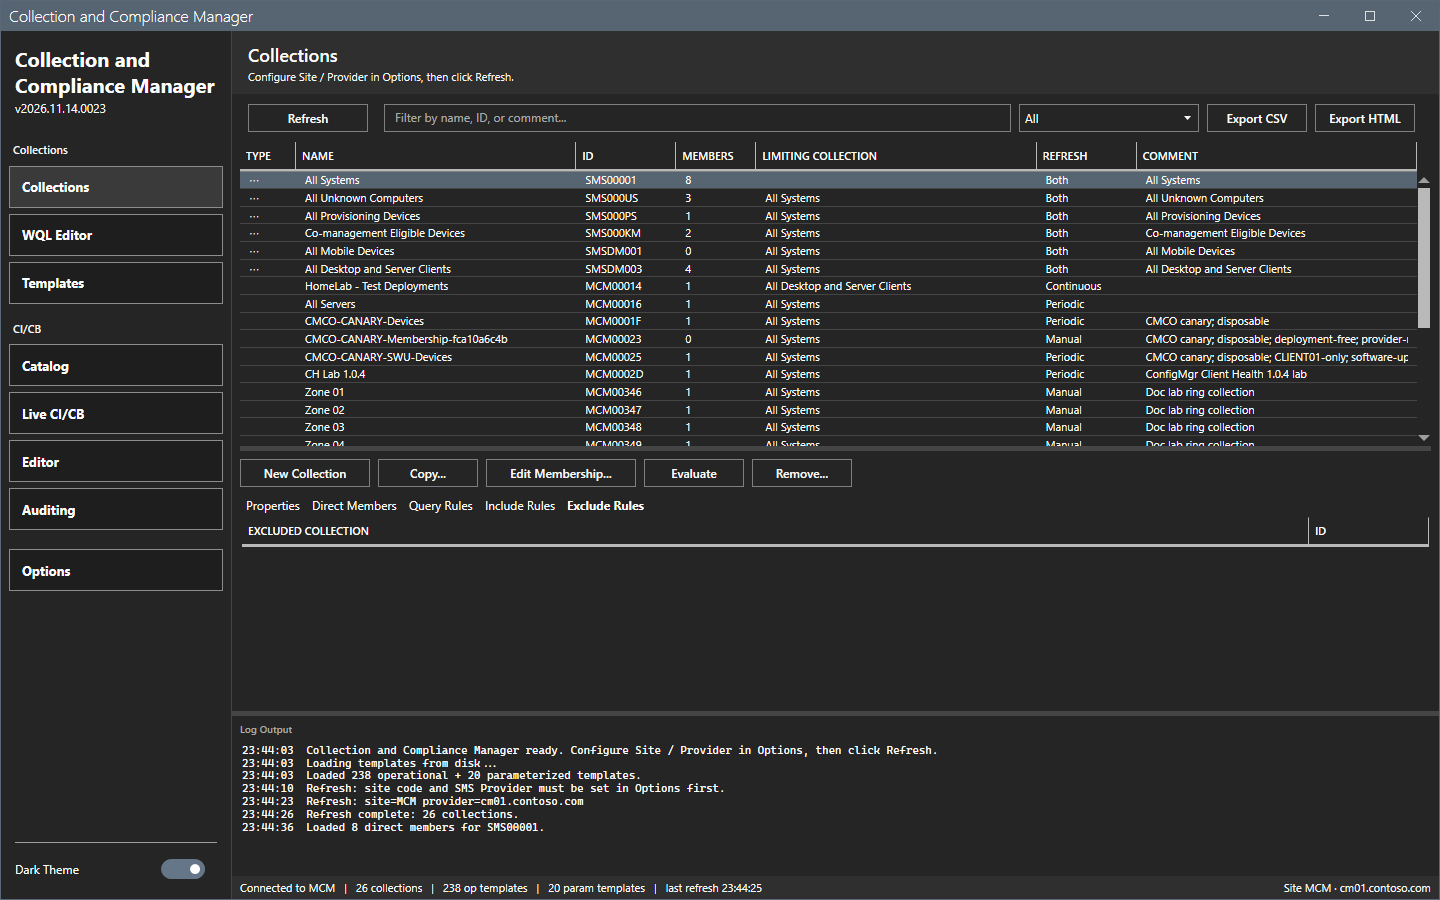 Collection and Compliance Manager
Collection and
Compliance Manager
v2026.11.14.0023
Collections
Collections
WQL Editor
Templates
CI/CB
Catalog
Live CI/CB
Editor
Auditing
Options
Dark Theme
Collections
Configure Site / Provider in Options, then click Refresh.
Refresh Filter by name, ID, or comment... All Export CSV Export HTML
TYPE NAME ID MEMBERS LIMITING COLLECTION REFRESH COMMENT
... All Systems SMS00001 8 Both All Systems
... All Unknown Computers SMS000US 3 All Systems Both All Unknown Computers
... All Provisioning Devices SMS000PS 1 All Systems Both All Provisioning Devices
... Co-management Eligible Devices SMS000KM 2 All Systems Both Co-management Eligible Devices
... All Mobile Devices SMSDM001 0 All Systems Both All Mobile Devices
... All Desktop and Server Clients SMSDM003 4 All Systems Both All Desktop and Server Clients
HomeLab - Test Deployments MCM00014 1 All Desktop and Server Clients Continuous
All Servers MCM00016 1 All Systems Periodic
CMCO-CANARY-Devices MCM0001F 1 All Systems Periodic CMCO canary; disposable
CMCO-CANARY-Membership-fca10a6c4b MCM00023 0 All Systems Manual CMCO canary; disposable; deployment-free; provider-
CMCO-CANARY-SWU-Devices MCM00025 1 All Systems Periodic CMCO canary; disposable; CLIENT01-only; software-up
CH Lab 1.0.4 MCM0002D 1 All Systems Periodic ConfigMgr Client Health 1.0.4 lab
Zone 01 MCM00346 1 All Systems Manual Doc lab ring collection
Zone 02 MCM00347 1 All Systems Manual Doc lab ring collection
Zone 03 MCM00348 1 All Systems Manual Doc lab ring collection
Zone 04 MCM00349 1 All Systems Manual Doc lab ring collection
New Collection Copy... Edit Membership... Evaluate Remove...
Properties Direct Members Query Rules Include Rules Exclude Rules
EXCLUDED COLLECTION ID
Log Output
23:44:03 Collection and Compliance Manager ready. Configure Site / Provider in Options, then click Refresh.
23:44:03 Loading templates from disk...
23:44:03 Loaded 238 operational + 20 parameterized templates.
23:44:10 Refresh: site code and SMS Provider must be set in Options first.
23:44:23 Refresh: site=MCM provider=cm01.contoso.com
23:44:26 Refresh complete: 26 collections.
23:44:36 Loaded 8 direct members for SMS00001.
Connected to MCM | 26 collections | 238 op templates | 20 param templates | last refresh 23:44:25 Site MCM · cm01.contoso.com